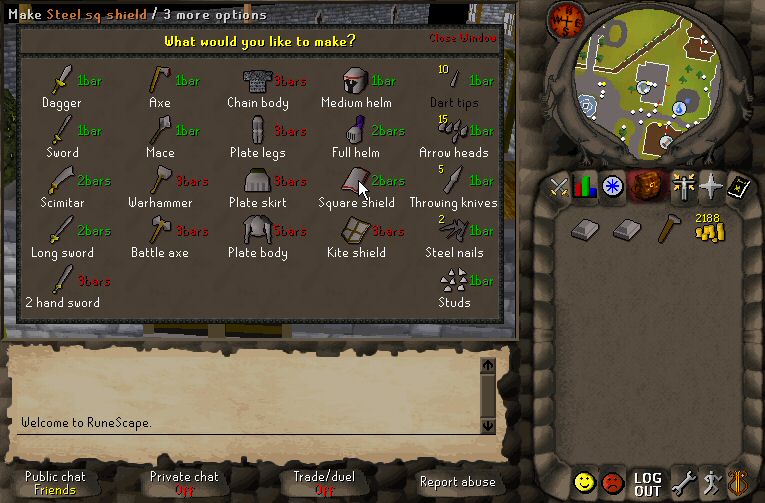 Make Steel sq shield / 3 more options
What would you like to make?
Close Window
1bar 1bar 3bars 1bar 10 1bar
Dagger Axe Chain body Medium helm Dart tips
1bar 1bar 3bars 2bars 15 1bar
Sword Mace Plate legs Full helm Arrow heads
2bars 3bars 3bars 2bars 5 1bar
Scimitar Warhammer Plate skirt Square shield Throwing knives
2bars 3bars 5bars 3bars 2 1bar
Long sword Battle axe Plate body Kite shield Steel nails
3bars 1bar
2 hand sword Studs
Welcome to RuneScape.
Public chat Private chat Trade/duel Report abuse
Friends Off Off
2188
LOG
OUT